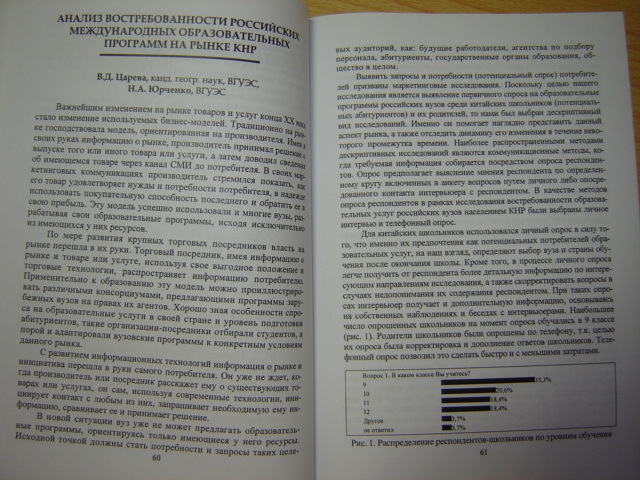 АНАЛИЗ ВОСТРЕБОВАННОСТИ РОССИЙСКИХ
МЕЖДУНАРОДНЫХ ОБРАЗОВАТЕЛЬНЫХ
ПРОГРАММ НА РЫНКЕ КНР
В.Д. Царева, канд. геогр. наук, ВГУЭС,
Н.А. Юрченко, ВГУЭС
Важнейшим изменением на рынке товаров и услуг конца XX века
стало изменение используемых бизнес-моделей. Традиционно на рын-
ке господствовала модель, ориентированная на производителя. Имея в
своих руках информацию о рынке, производитель принимал решение о
выпуске того или иного товара или услуги, а затем доводил сведения
об имеющемся товаре через канал СМИ до потребителя. В своих мар-
кетинговых коммуникациях производитель стремился показать, как
его товар удовлетворяет нужды и потребности потребителя, в надежде
использовать покупательную способность последнего и обратить ее в
свою прибыль. Эту модель успешно использовали и многие вузы, раз-
рабатывая свои образовательные программы, исходя исключительно
из имеющихся у них ресурсов.
По мере развития крупных торговых посредников власть на
рынке перешла в их руки. Торговый посредник, имея информацию о
рынке и товаре или услуге, используя свое выгодное положение и
торговые технологии, распространяет информацию потребителю.
Применительно к образованию эту модель можно проиллюстриро-
вать различными консорциумами, предлагающими программы зару-
бежных вузов на правах их агентов. Хорошо зная особенности спро-
са на образовательные услуги в своей стране и уровень подготовки
абитуриентов, такие организации-посредники отбирали студентов, а
порой и адаптировали вузовские программы к конкретным условиям
данного рынка.
С развитием информационных технологий информация о рынке и
инициатива перешла в руки самого потребителя. Он уже не ждет, ко-
гда производитель или посредник расскажет ему о существующих то-
варах или услугах, он сам, используя современные технологии, ини-
циирует контакт с любым из них, запрашивает необходимую ему ин-
формацию, сравнивает ее и принимает решение.
В новой ситуации вуз уже не может предлагать образователь-
ные программы, ориентируясь только на имеющиеся у него ресурсы.
Исходной точкой должны стать потребности и запросы таких целе-
60
вых аудиторий, как: будущие работодатели, агентства по подбору
персонала, абитуриенты, государственные органы образования, об-
щество в целом.
Выявить запросы и потребности (потенциальный спрос) потребите-
лей призваны маркетинговые исследования. Поскольку целью нашего
исследования является выявление первичного спроса на образовательные
программы российских вузов среди китайских школьников (потенциаль-
ных абитуриентов) и их родителей, то нами был выбран дескриптивный
вид исследований. Именно он помогает наглядно представить данный
аспект рынка, а также отследить динамику его изменения в течение неко-
торого промежутка времени. Наиболее распространенными методами
дескриптивных исследований являются коммуникационные методы, ко-
гда требуемая информация собирается посредством опроса респонден-
тов. Опрос предполагает выяснение мнения респондента по определен-
ному кругу включенных в анкету вопросов путем личного либо опосре-
дованного контакта интервьюера с респондентом. В качестве методов
опроса респондентов в рамках исследования востребованности образова-
тельных услуг российских вузов населением КНР были выбраны личное
интервью и телефонный опрос.
Для китайских школьников использовался личный опрос в силу то-
го, что именно их предпочтения как потенциальных потребителей обра-
зовательных услуг, на наш взгляд, определяют выбор вуза и страны обу-
чения после окончания школы. Кроме того, в процессе личного опроса
легче получить от респондента более детальную информацию по интере-
сующим направлениям исследования, а также скорректировать вопросы в
случаях недопонимания их содержания респондентом. При таких опро-
сах интервьюер получает и дополнительную информацию, основываясь
на собственных наблюдениях и беседах с интервьюерами. Наибольшее
число опрошенных школьников на момент опроса обучались в 9 классе
(рис. 1). Родители школьников были опрошены по телефону, т.к. целью
их опроса была корректировка и дополнение ответов школьников. Теле-
фонный опрос позволяет это сделать быстро и с меньшими затратами.
Вопрос 1. В каком классе Вы учитесь?
9 35,3%
10 20,6%
11 18,4%
12 18,4%
Другие 3,7%
не ответил 3,7%
Рис. 1. Распределение респондентов-школьников по уровням обучения
61